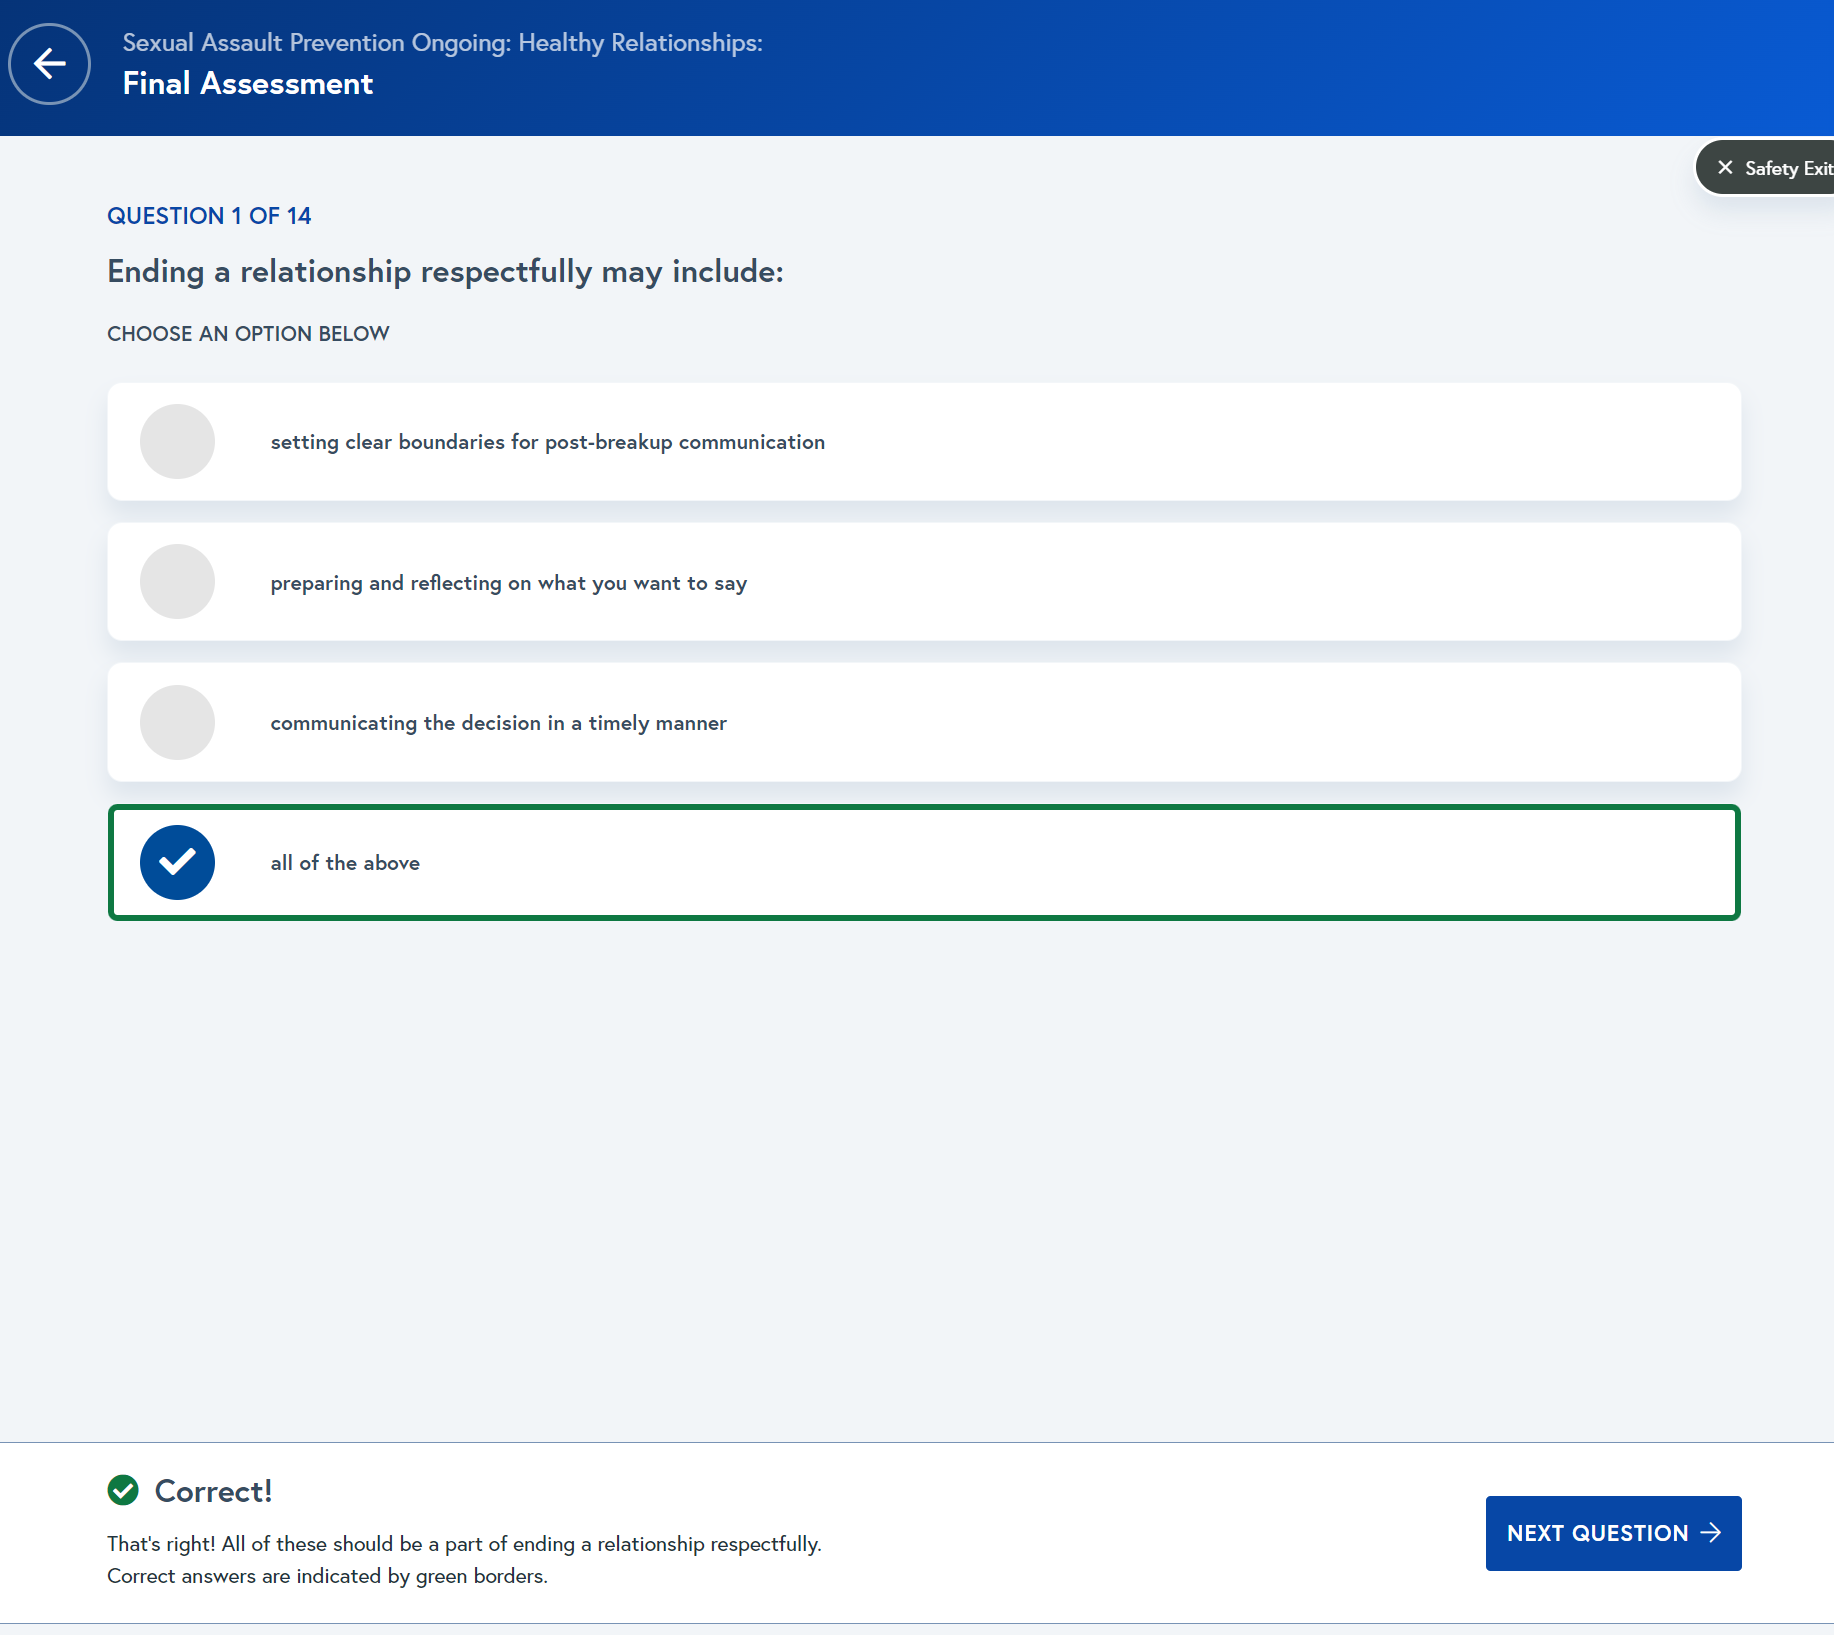 Sexual Assault Prevention Ongoing: Healthy Relationships:
Final Assessment
Safety Exit
QUESTION 1 OF 14
Ending a relationship respectfully may include:
CHOOSE AN OPTION BELOW
setting clear boundaries for post-breakup communication
preparing and reflecting on what you want to say
communicating the decision in a timely manner
all of the above
Correct!
That's right! All of these should be a part of ending a relationship respectfully.
Correct answers are indicated by green borders.
NEXT QUESTION